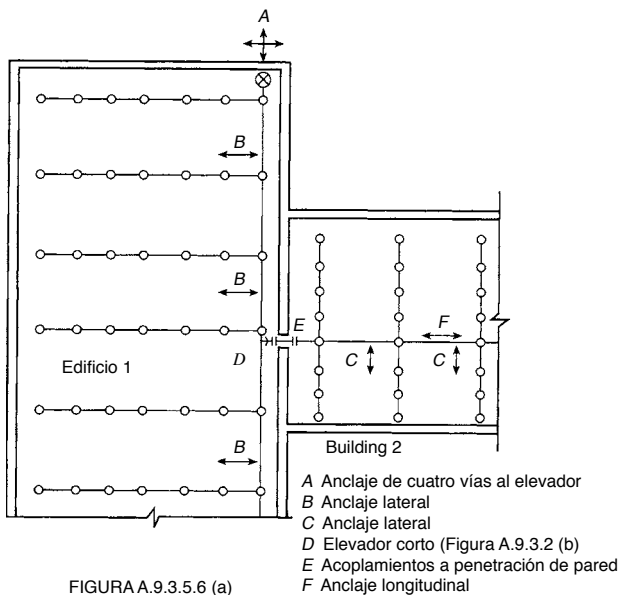 A
B
B
E
F
D
C
C
Edificio 1
B
Building 2
A Anclaje de cuatro vías al elevador
B Anclaje lateral
C Anclaje lateral
D Elevador corto (Figura A.9.3.2 (b)
E Acoplamientos a penetración de pared
F Anclaje longitudinal
FIGURA A.9.3.5.6 (a)